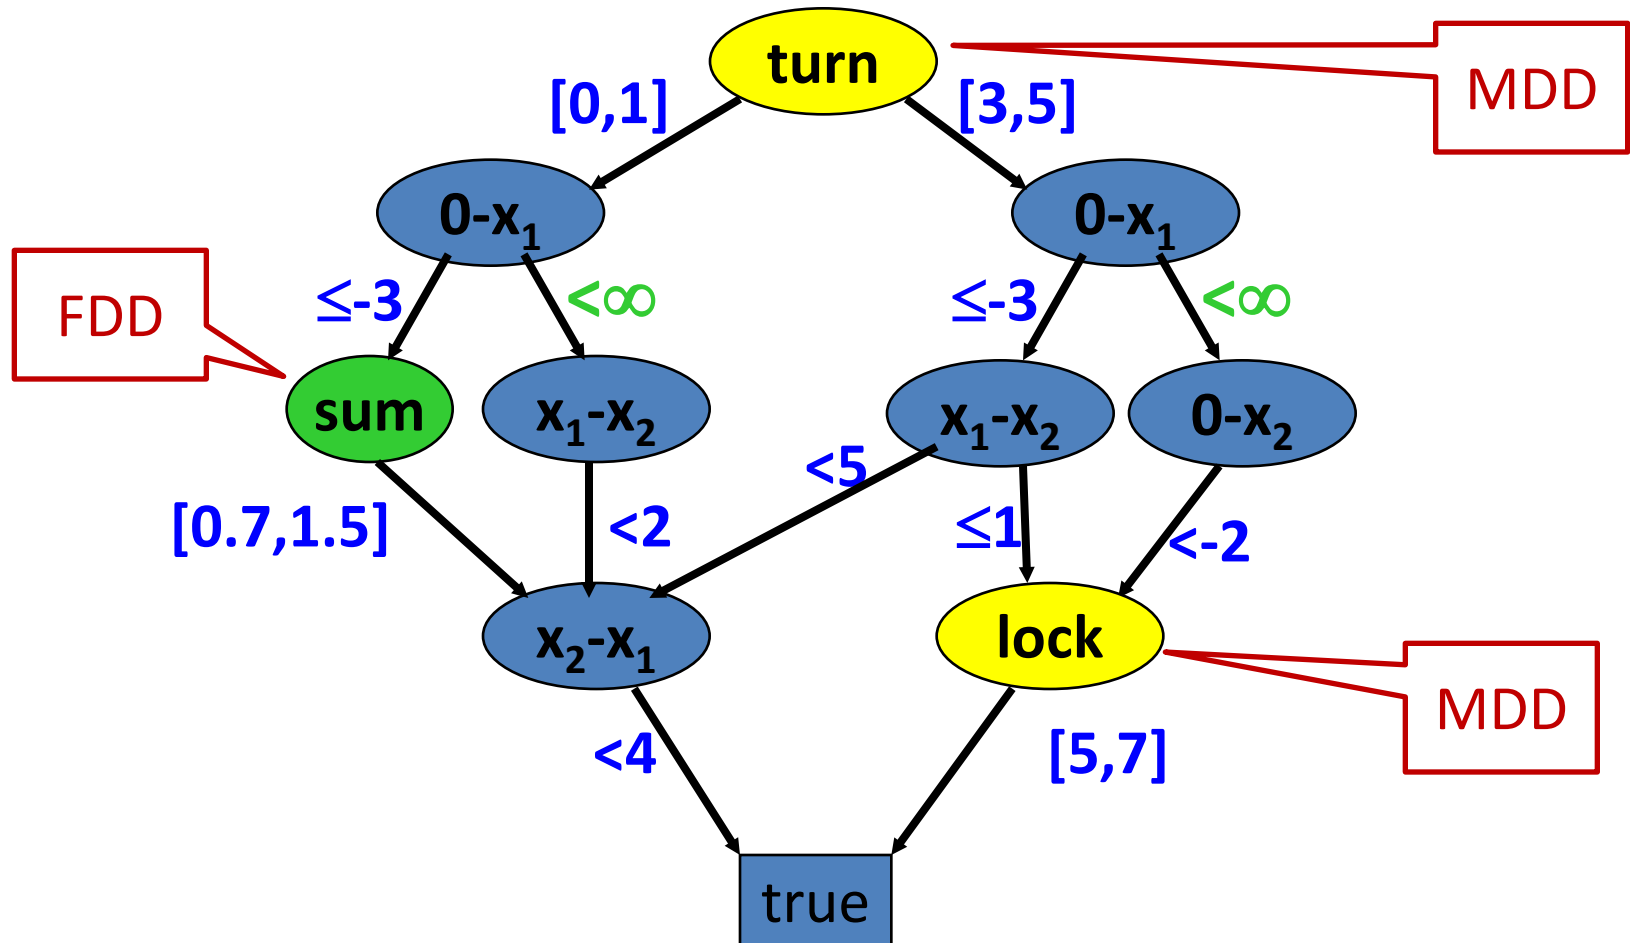 turn
MDD
[0,1]
[3,5]
0-x₁
0-x₁
FDD
≤-3
<∞
≤-3
<∞
sum
x₁-x₂
x₁-x₂
0-x₂
<5
[0.7,1.5]
<2
≤1
<-2
x₂-x₁
lock
MDD
<4
[5,7]
true